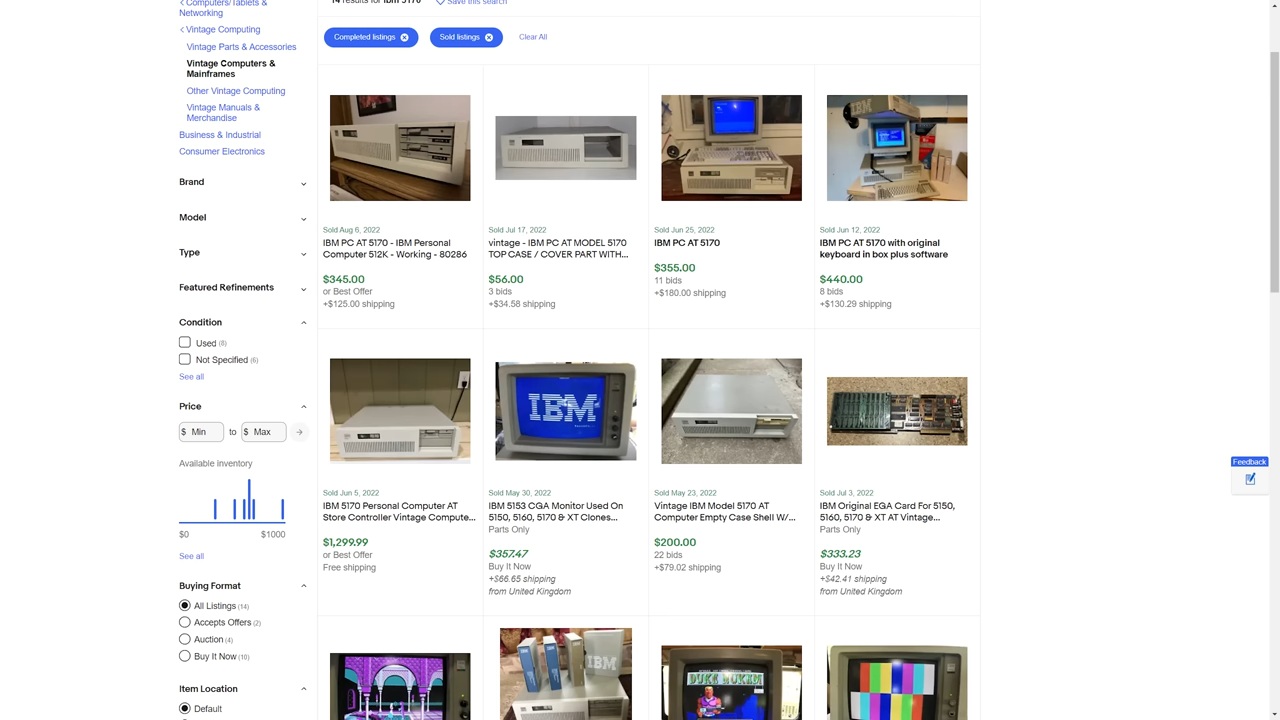 Computers/Tablets &
Networking
Vintage Computing
Vintage Parts & Accessories
Vintage Computers &
Mainframes
Other Vintage Computing
Vintage Manuals &
Merchandise
Business & Industrial
Consumer Electronics
Brand
Model
Type
Featured Refinements
Condition
Used (8)
Not Specified (6)
See all
Price
$ Min to $ Max
Available inventory
$0 $1000
See all
Buying Format
All Listings (14)
Accepts Offers (2)
Auction (4)
Buy It Now (10)
Item Location
Default
14 results for ibm 5170 Save this search
Completed listings Sold listings Clear All
Sold Aug 6, 2022
IBM PC AT 5170 - IBM Personal
Computer 512K - Working - 80286
$345.00
or Best Offer
+$125.00 shipping
Sold Jul 17, 2022
vintage - IBM PC AT MODEL 5170
TOP CASE / COVER PART WITH...
$56.00
3 bids
+$34.58 shipping
Sold Jun 25, 2022
IBM PC AT 5170
$355.00
11 bids
+$180.00 shipping
IBM
Sold Jun 12, 2022
IBM PC AT 5170 with original
keyboard in box plus software
$440.00
8 bids
+$130.29 shipping
Sold Jun 5, 2022
IBM 5170 Personal Computer AT
Store Controller Vintage Compute...
$1,299.99
or Best Offer
Free shipping
IBM
Sold May 30, 2022
IBM 5153 CGA Monitor Used On
5150, 5160, 5170 & XT Clones...
Parts Only
$357.47
Buy It Now
+$66.65 shipping
from United Kingdom
Sold May 23, 2022
Vintage IBM Model 5170 AT
Computer Empty Case Shell W/...
$200.00
22 bids
+$79.02 shipping
Sold Jul 3, 2022
IBM Original EGA Card For 5150,
5160, 5170 & XT AT Vintage...
Parts Only
$333.23
Buy It Now
+$42.41 shipping
from United Kingdom
IBM
DUKE NUKEM
Feedback